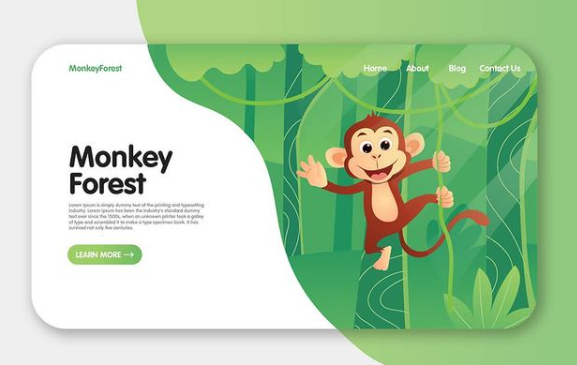 MonkeyForest
Home About Blog Contact Us
Monkey
Forest
Lorem Ipsum is simply dummy text of the printing and typesetting
industry. Lorem Ipsum has been the industry's standard dummy
text ever since the 1500s, when an unknown printer took a galley
of type and scrambled it to make a type specimen book. It has
survived not only five centuries.
LEARN MORE →